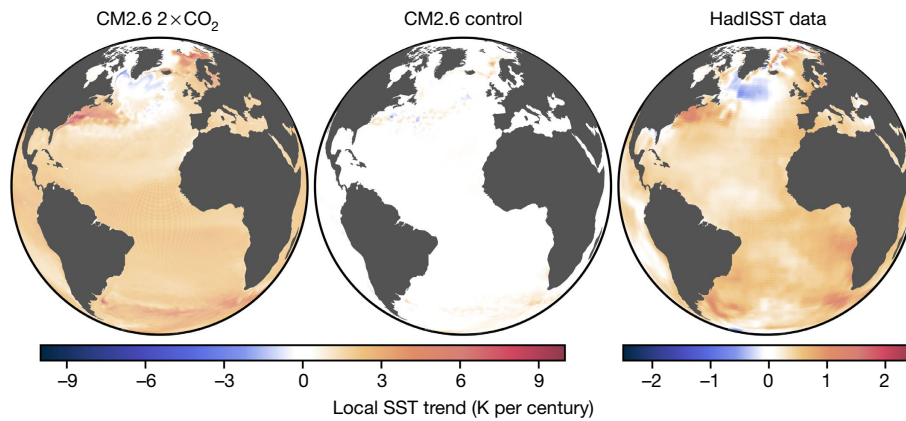 CM2.6 2×CO₂ CM2.6 control HadISST data
−9 −6 −3 0 3 6 9 −2 −1 0 1 2
Local SST trend (K per century)